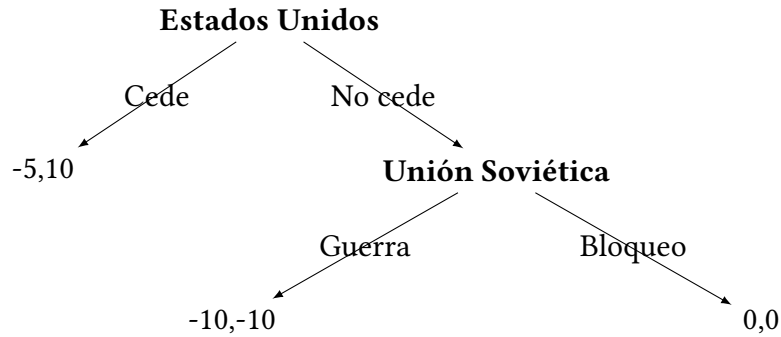 Estados Unidos
Cede
No cede
-5,10
Unión Soviética
Guerra
Bloqueo
-10,-10
0,0